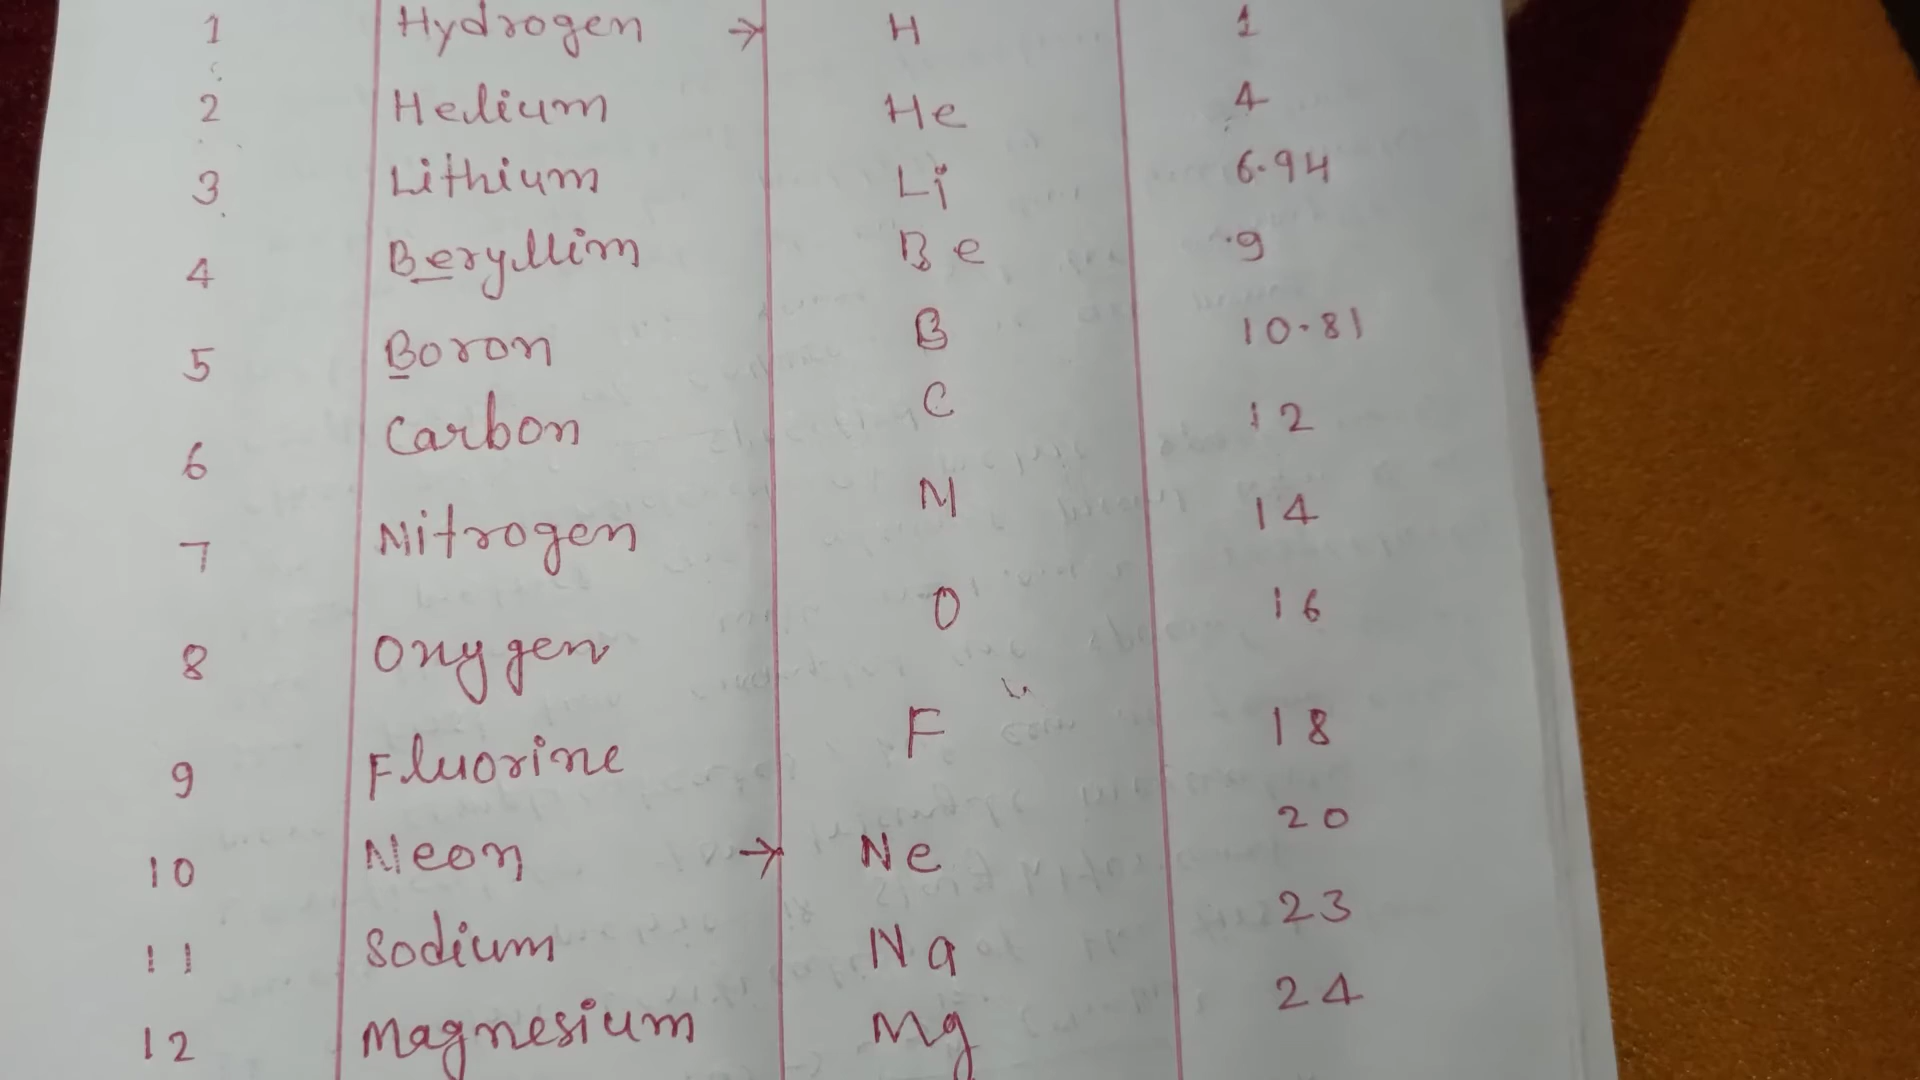 1 Hydrogen → H 1
2 Helium He 4
3 Lithium Li 6.94
4 Beryllim Be .9
5 Boron B 10.81
6 Carbon C 12
7 Nitrogen N 14
8 Oxygen O 16
9 Fluorine F 18
10 Neon → Ne 20
11 Sodium Na 23
12 Magnesium Mg 24